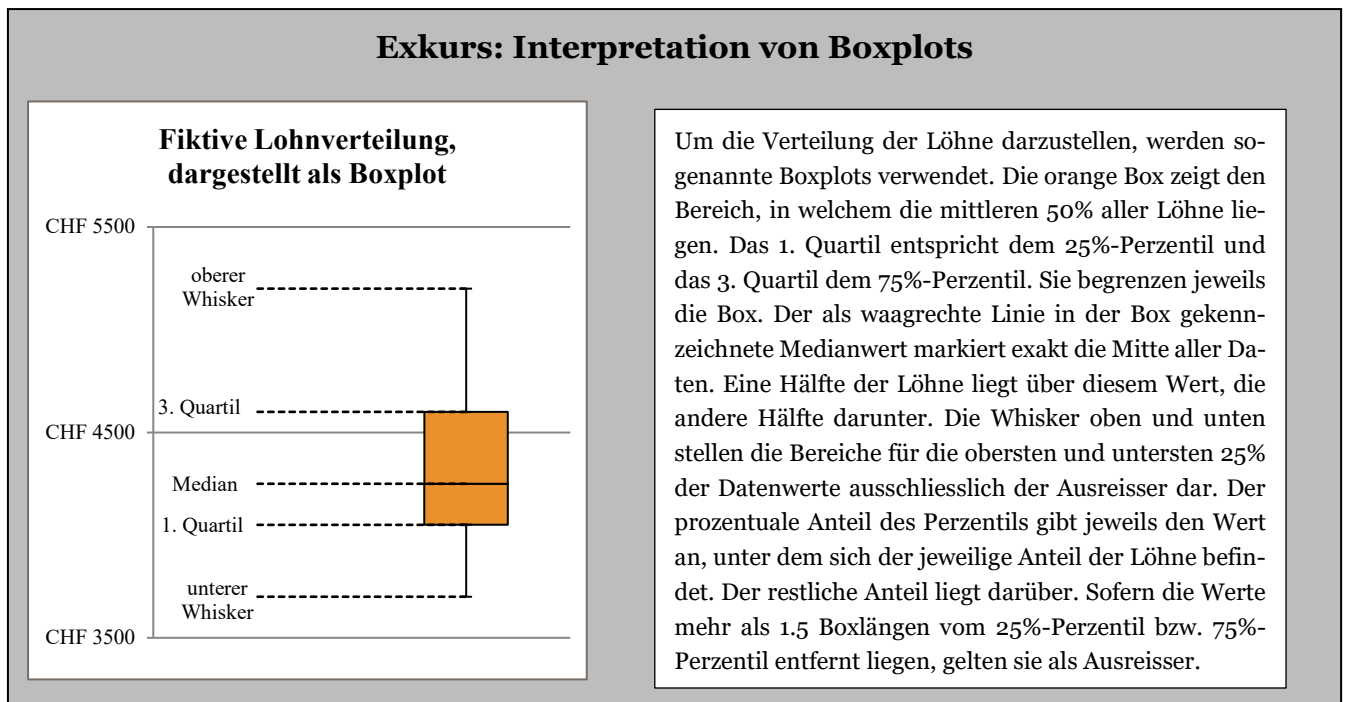 Exkurs: Interpretation von Boxplots
Fiktive Lohnverteilung,
dargestellt als Boxplot
CHF 5500
oberer
Whisker
3. Quartil
CHF 4500
Median
1. Quartil
unterer
Whisker
CHF 3500
Um die Verteilung der Löhne darzustellen, werden so-
genannte Boxplots verwendet. Die orange Box zeigt den
Bereich, in welchem die mittleren 50% aller Löhne lie-
gen. Das 1. Quartil entspricht dem 25%-Perzentil und
das 3. Quartil dem 75%-Perzentil. Sie begrenzen jeweils
die Box. Der als waagrechte Linie in der Box gekenn-
zeichnete Medianwert markiert exakt die Mitte aller Da-
ten. Eine Hälfte der Löhne liegt über diesem Wert, die
andere Hälfte darunter. Die Whisker oben und unten
stellen die Bereiche für die obersten und untersten 25%
der Datenwerte ausschliesslich der Ausreisser dar. Der
prozentuale Anteil des Perzentils gibt jeweils den Wert
an, unter dem sich der jeweilige Anteil der Löhne befin-
det. Der restliche Anteil liegt darüber. Sofern die Werte
mehr als 1.5 Boxlängen vom 25%-Perzentil bzw. 75%-
Perzentil entfernt liegen, gelten sie als Ausreisser.